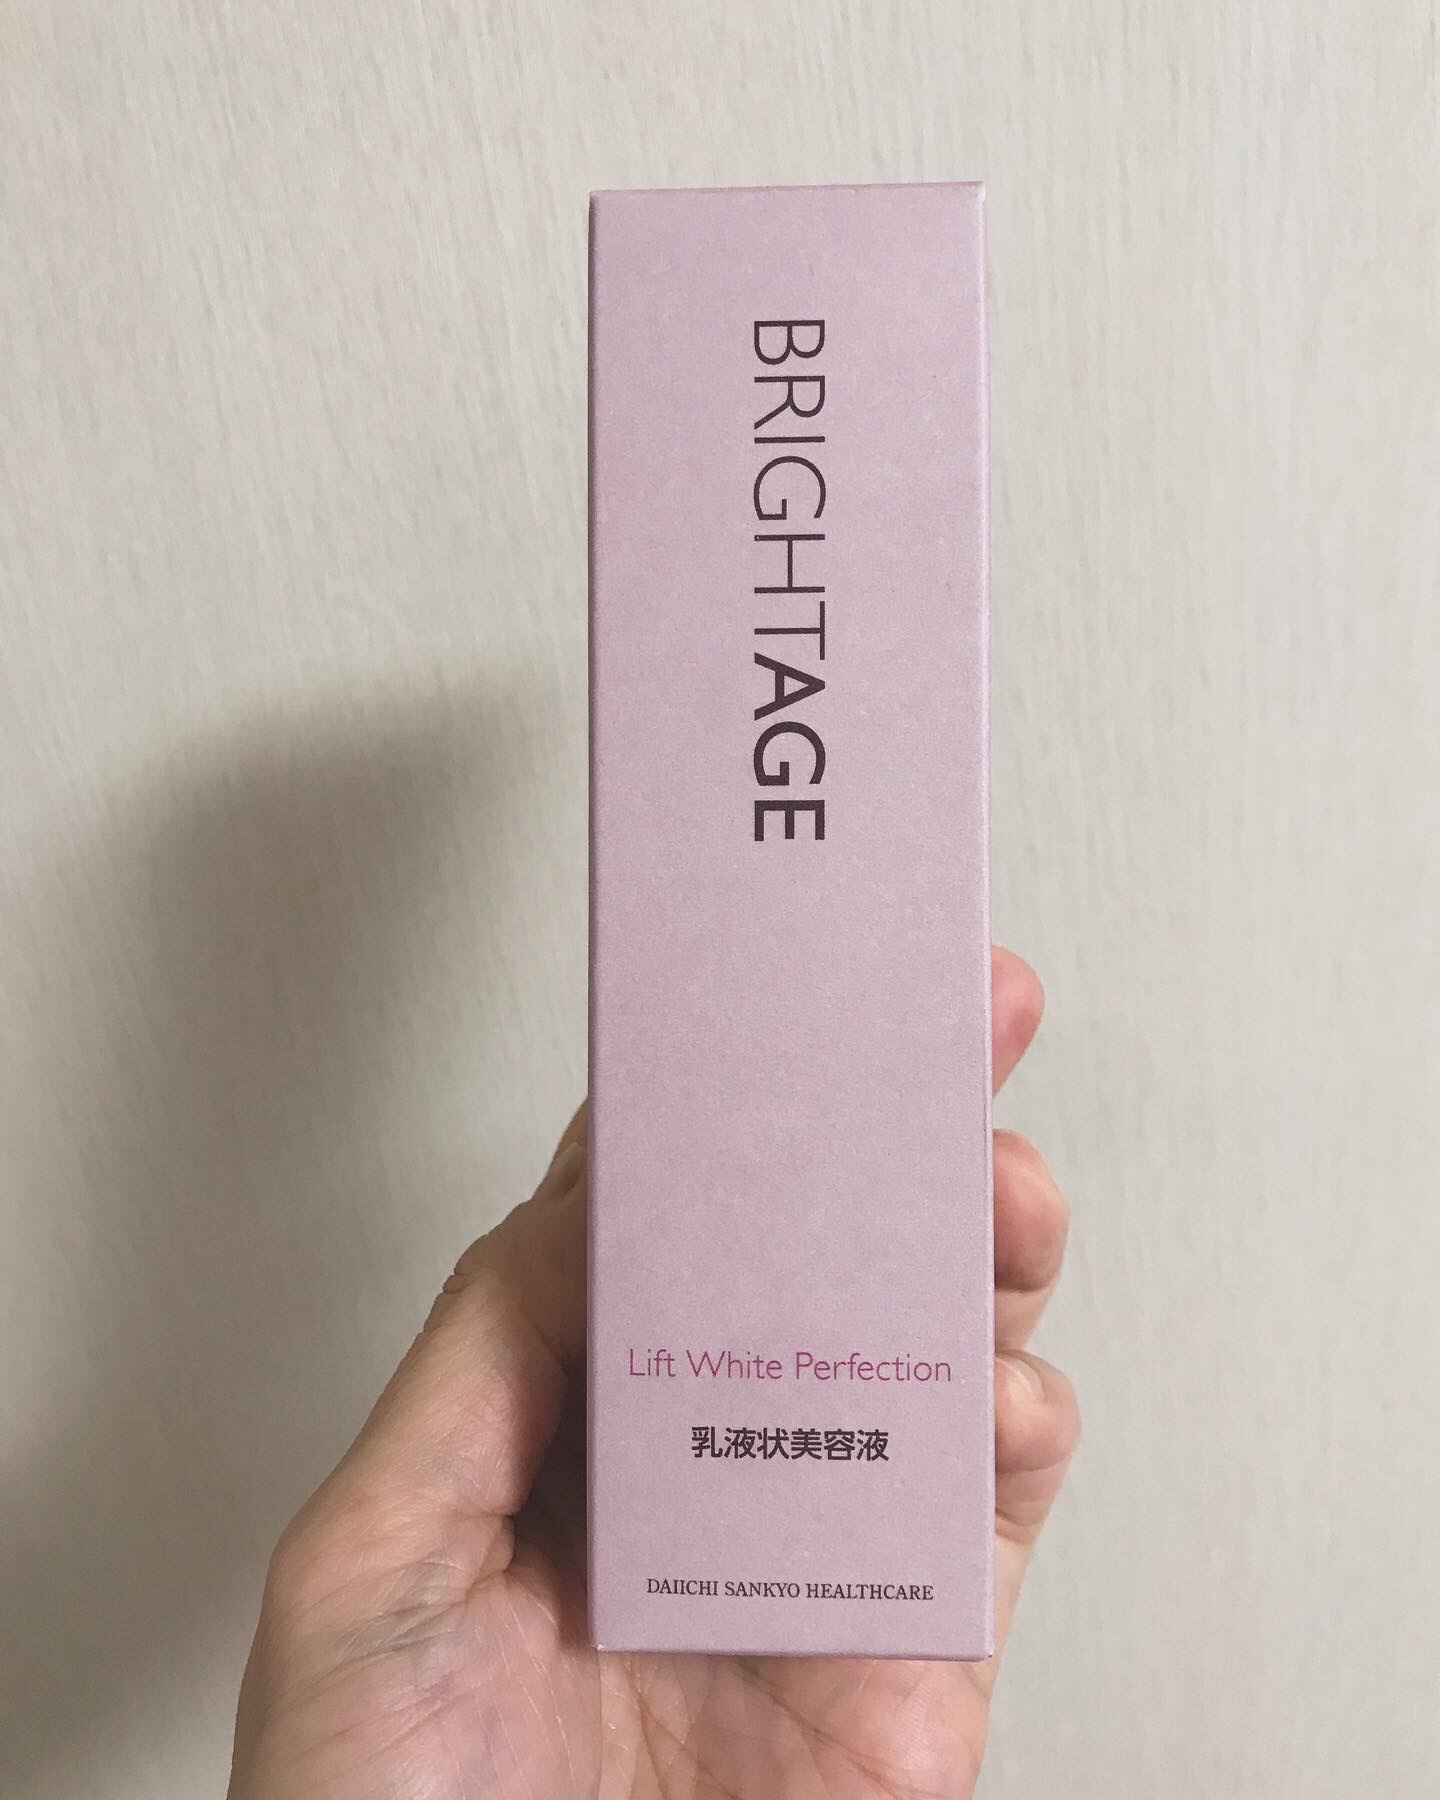 BRIGHTAGE
Lift White Perfection
乳液状美容液
DAIICHI SANKYO HEALTHCARE